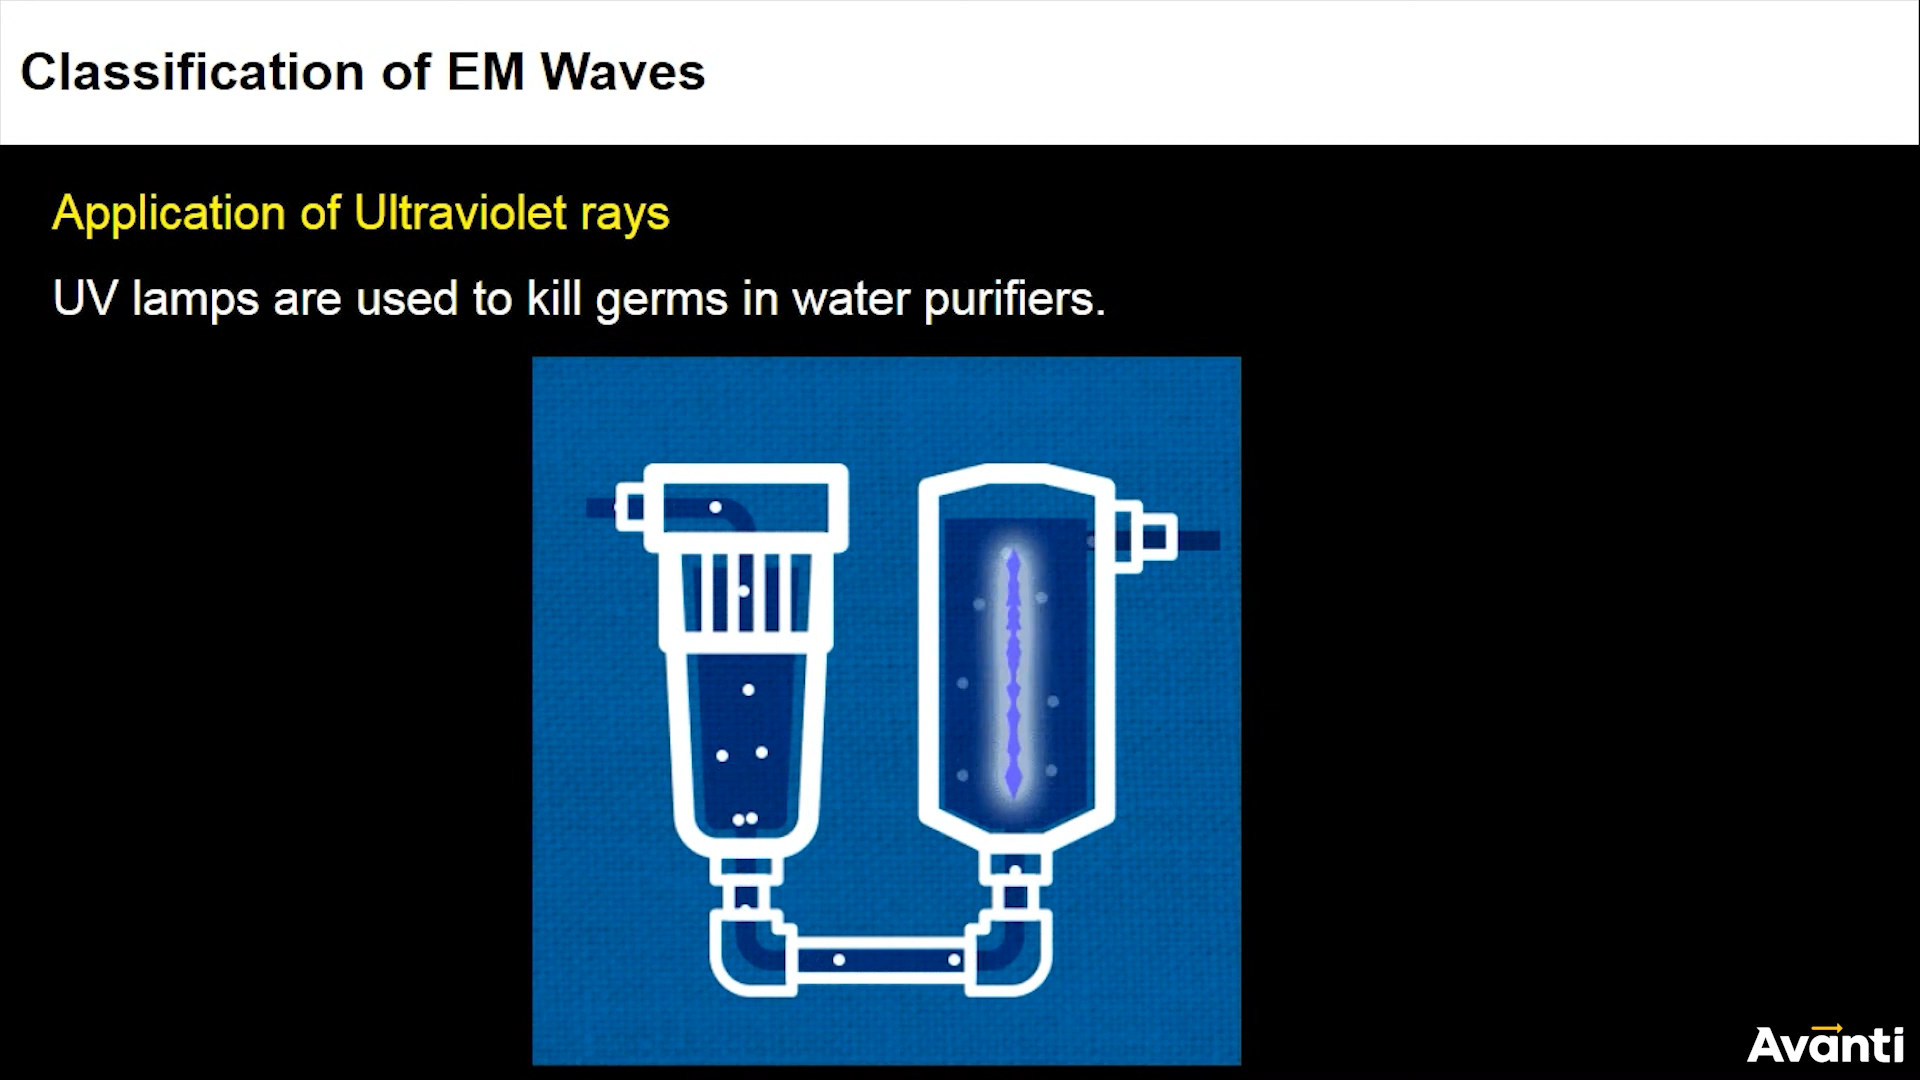 Classification of EM Waves
Application of Ultraviolet rays
UV lamps are used to kill germs in water purifiers.
Avanti